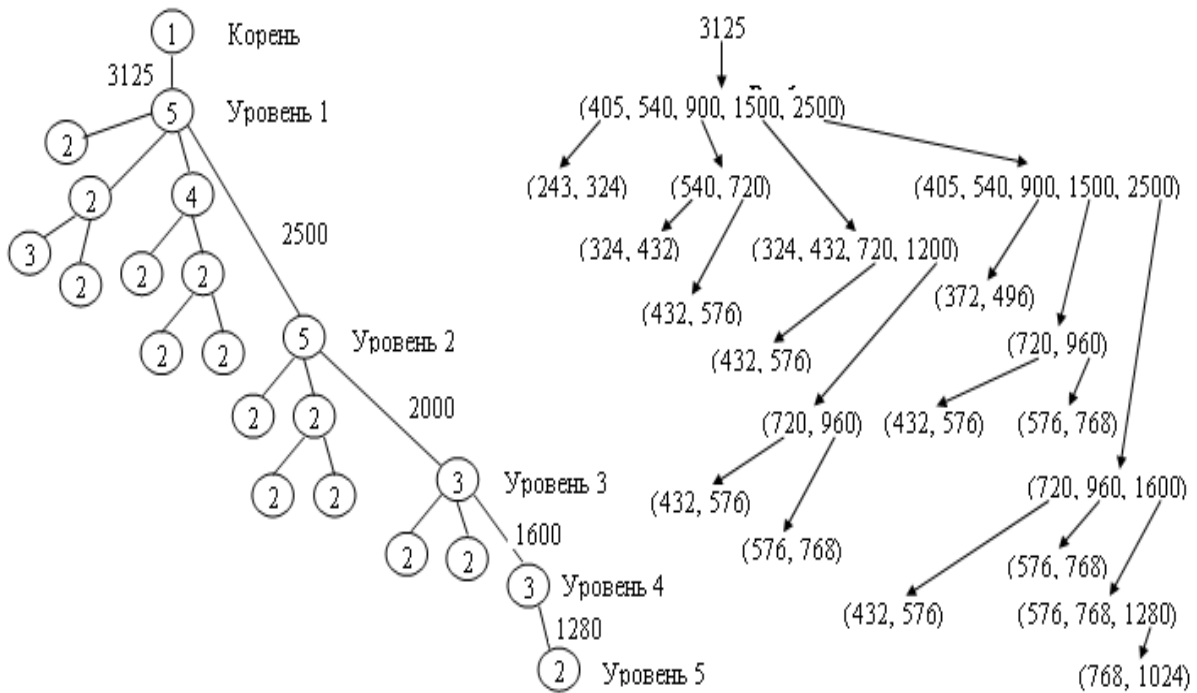 1 Корень
3125
5 Уровень 1
2
2 4
2500
3 2 2 2
2 2
5 Уровень 2
2000
2 2
2 2
3 Уровень 3
1600
2 2
3 Уровень 4
1280
2 Уровень 5
3125
(405, 540, 900, 1500, 2500)
(243, 324) (540, 720) (405, 540, 900, 1500, 2500)
(324, 432) (324, 432, 720, 1200)
(372, 496)
(432, 576)
(720, 960)
(432, 576)
(720, 960) (432, 576) (576, 768)
(720, 960, 1600)
(432, 576)
(576, 768)
(576, 768)
(432, 576) (576, 768, 1280)
(768, 1024)